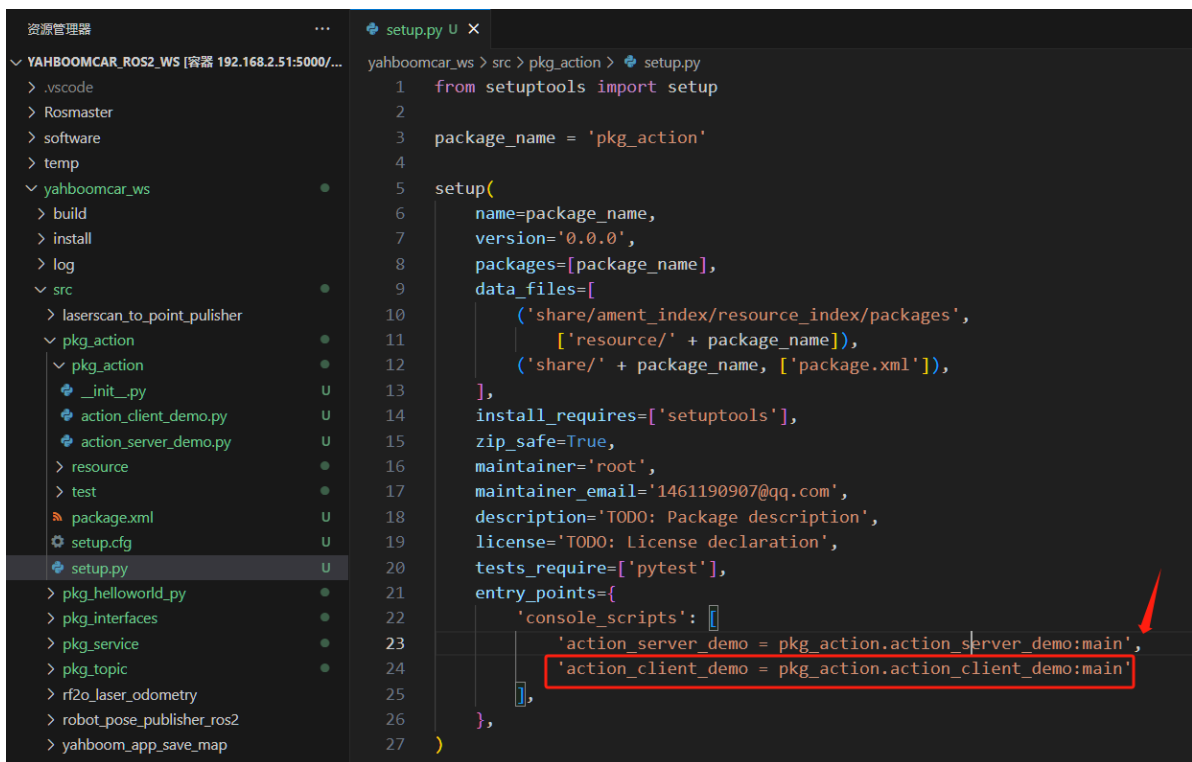 资源管理器 ···
YAHBOOMCAR_ROS2_WS [容器 192.168.2.51:5000/...
.vscode
Rosmaster
software
temp
yahboomcar_ws
build
install
log
src
laserscan_to_point_pulisher
pkg_action
pkg_action
__init__.py U
action_client_demo.py U
action_server_demo.py U
resource
test
package.xml U
setup.cfg U
setup.py U
pkg_helloworld_py
pkg_interfaces
pkg_service
pkg_topic
rf2o_laser_odometry
robot_pose_publisher_ros2
yahboom_app_save_map
setup.py U ×
yahboomcar_ws > src > pkg_action > setup.py
1 from setuptools import setup
2
3 package_name = 'pkg_action'
4
5 setup(
6     name=package_name,
7     version='0.0.0',
8     packages=[package_name],
9     data_files=[
10         ('share/ament_index/resource_index/packages',
11             ['resource/' + package_name]),
12         ('share/' + package_name, ['package.xml']),
13     ],
14     install_requires=['setuptools'],
15     zip_safe=True,
16     maintainer='root',
17     maintainer_email='1461190907@qq.com',
18     description='TODO: Package description',
19     license='TODO: License declaration',
20     tests_require=['pytest'],
21     entry_points={
22         'console_scripts': [
23             'action_server_demo = pkg_action.action_server_demo:main',
24             'action_client_demo = pkg_action.action_client_demo:main'
25         ],
26     },
27 )